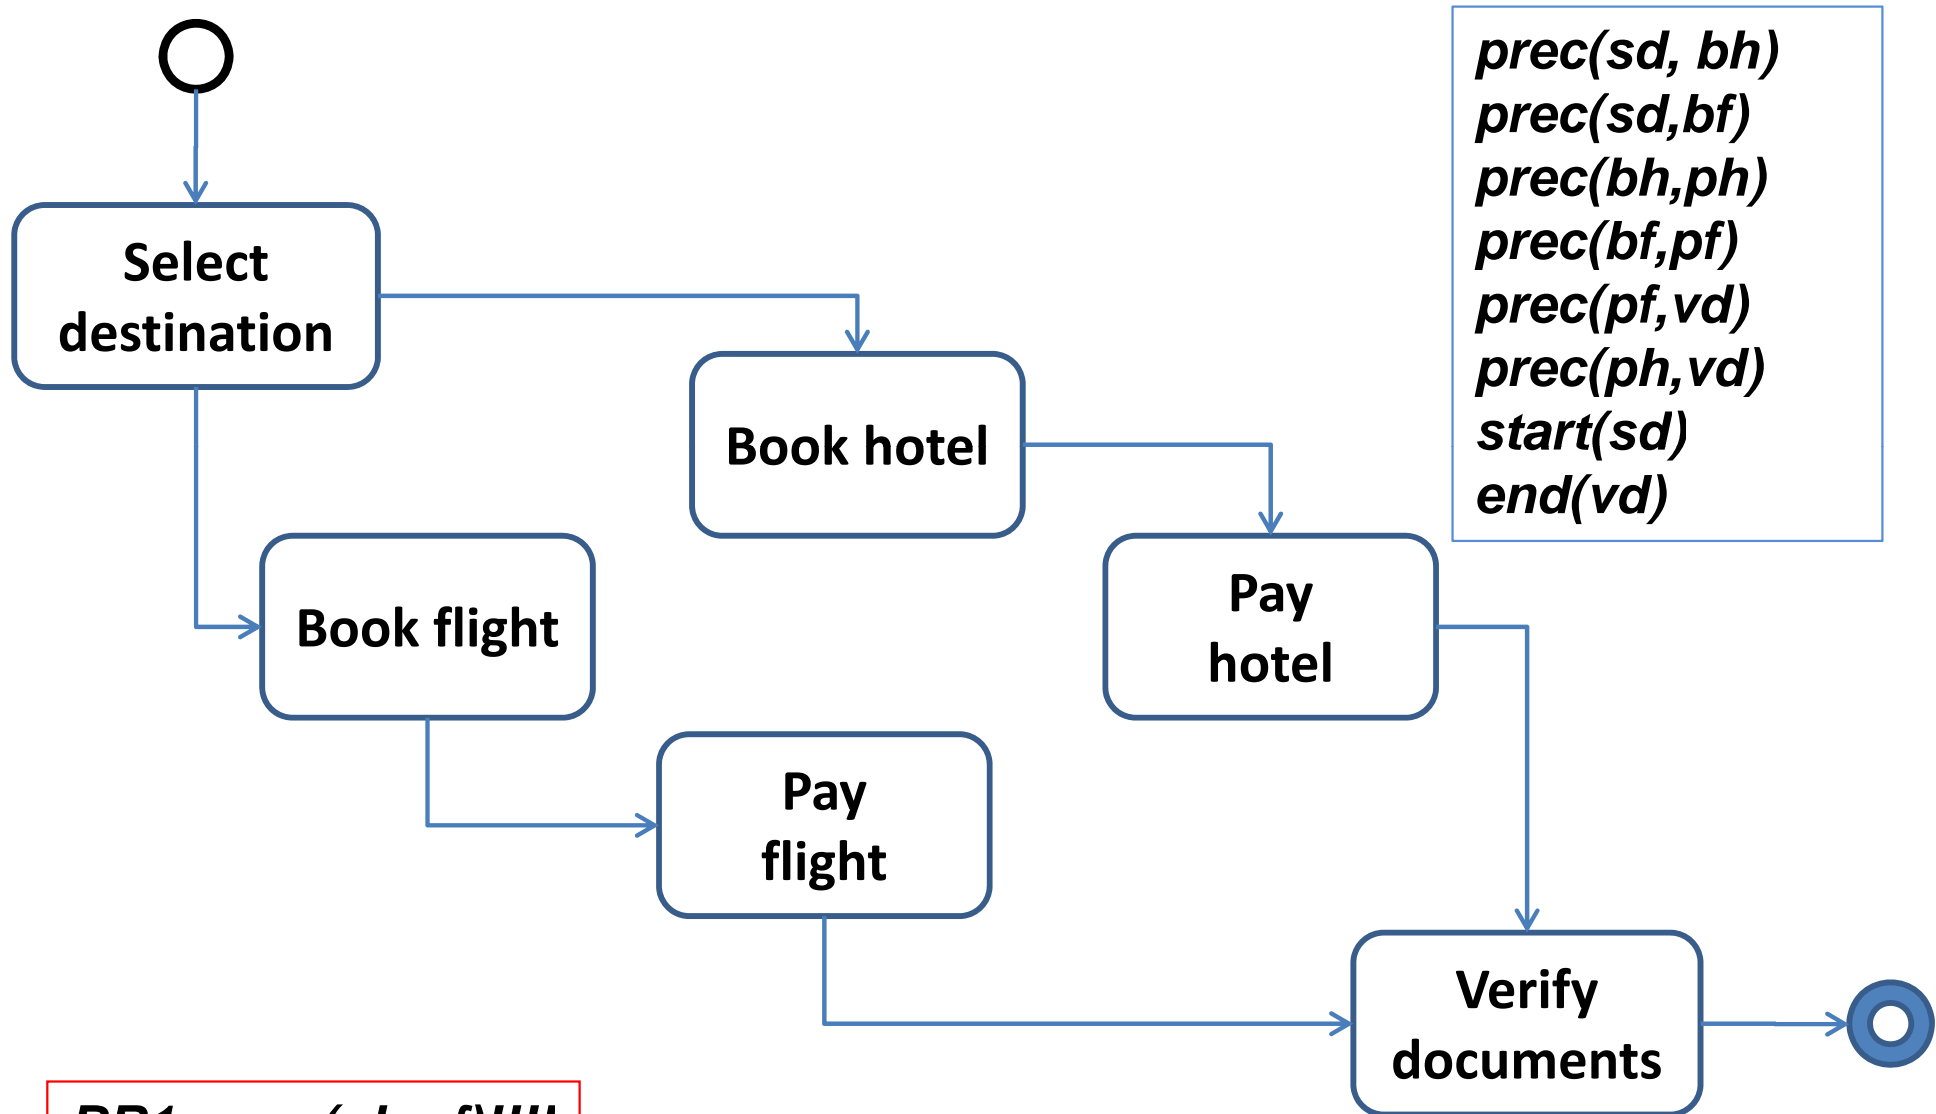 prec(sd, bh)
prec(sd,bf)
prec(bh,ph)
prec(bf,pf)
prec(pf,vd)
prec(ph,vd)
start(sd)
end(vd)
Select
destination
Book hotel
Book flight
Pay
hotel
Pay
flight
Verify
documents